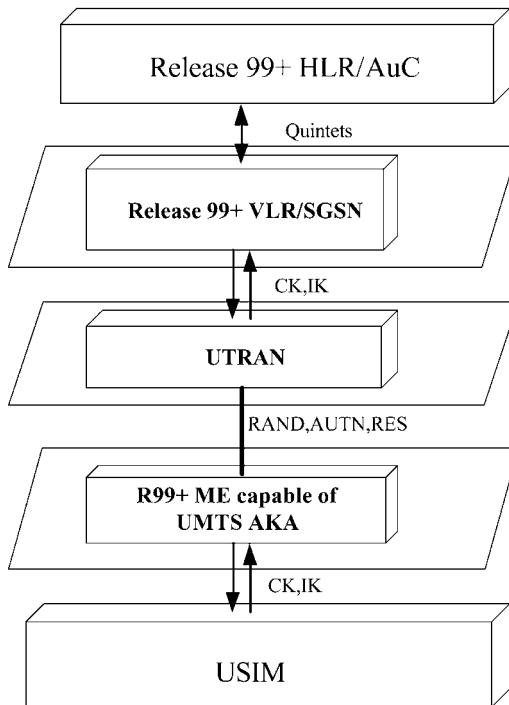 Release 99+ HLR/AuC
Quintets
Release 99+ VLR/SGSN
CK,IK
UTRAN
RAND,AUTN,RES
R99+ ME capable of
UMTS AKA
CK,IK
USIM